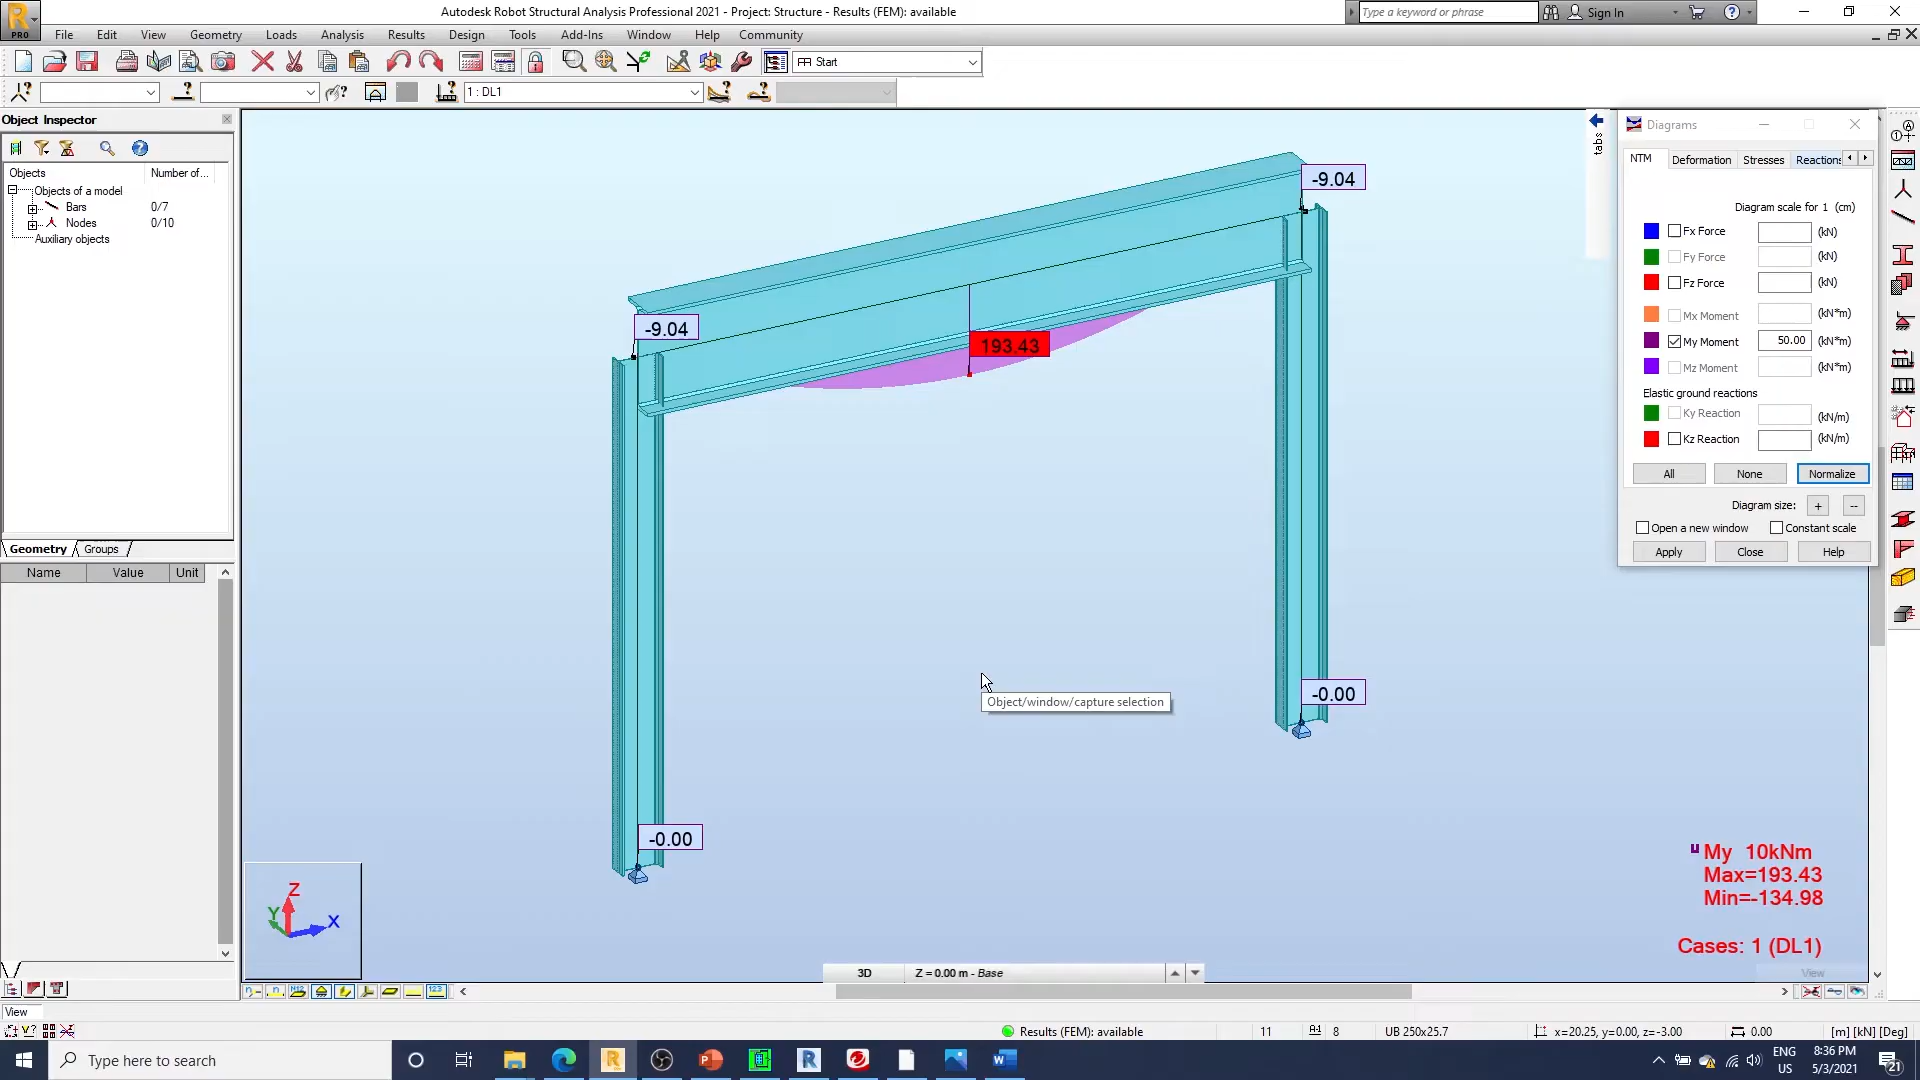 Autodesk Robot Structural Analysis Professional 2021 - Project: Structure - Results (FEM): available
Type a keyword or phrase
Sign In
PRO
File Edit View Geometry Loads Analysis Results Design Tools Add-Ins Window Help Community
Start
1 : DL1
Object Inspector
Objects Number of...
Objects of a model
Bars 0/7
Nodes 0/10
Auxiliary objects
Geometry Groups
Name Value Unit
-9.04
-9.04
193.43
Object/window/capture selection
-0.00
-0.00
Z
Y
X
tabs
Diagrams
NTM Deformation Stresses Reactions
Diagram scale for 1 (cm)
Fx Force (kN)
Fy Force (kN)
Fz Force (kN)
Mx Moment (kN*m)
My Moment 50.00 (kN*m)
Mz Moment (kN*m)
Elastic ground reactions
Ky Reaction (kN/m)
Kz Reaction (kN/m)
All None Normalize
Diagram size: + --
Open a new window Constant scale
Apply Close Help
My 10kNm
Max=193.43
Min=-134.98
Cases: 1 (DL1)
3D Z = 0.00 m - Base
View
View
Results (FEM): available 11 8 UB 250x25.7 x=20.25, y=0.00, z=-3.00 0.00 [m] [kN] [Deg]
Type here to search
ENG
US
8:36 PM
5/3/2021
21